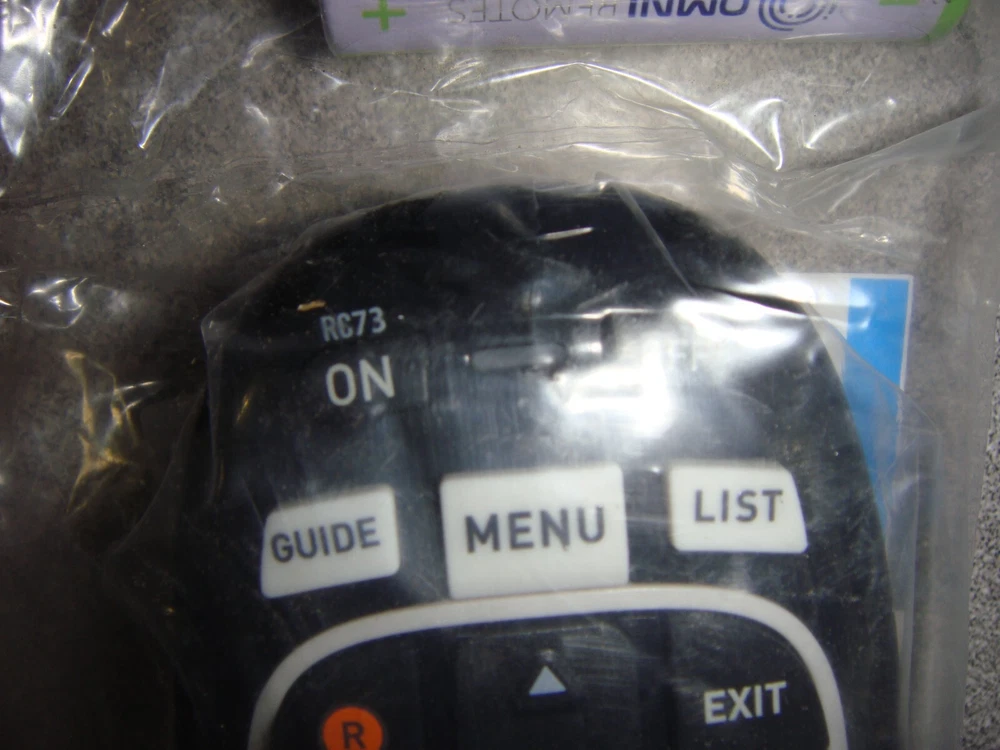 + OMNI REMOTES -
RC73
ON
GUIDE MENU LIST
EXIT
R